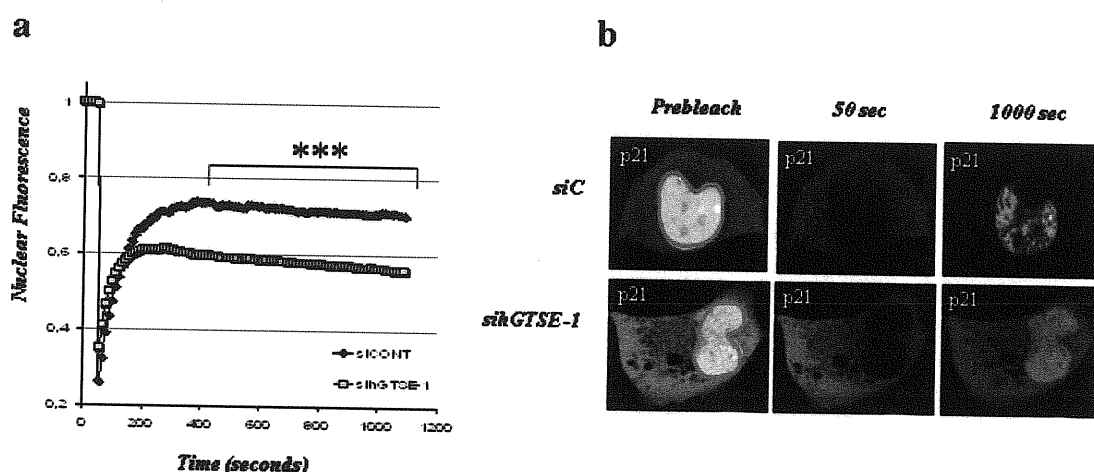 a
b
Nuclear Fluorescence
1
0.8
0.6
0.4
0.2
0
200
400
600
800
1000
1200
Time (seconds)
***
siCONT
sihGTSE-1
Prebleach
50 sec
1000 sec
siC
p21
p21
p21
sihGTSE-1
p21
p21
p21